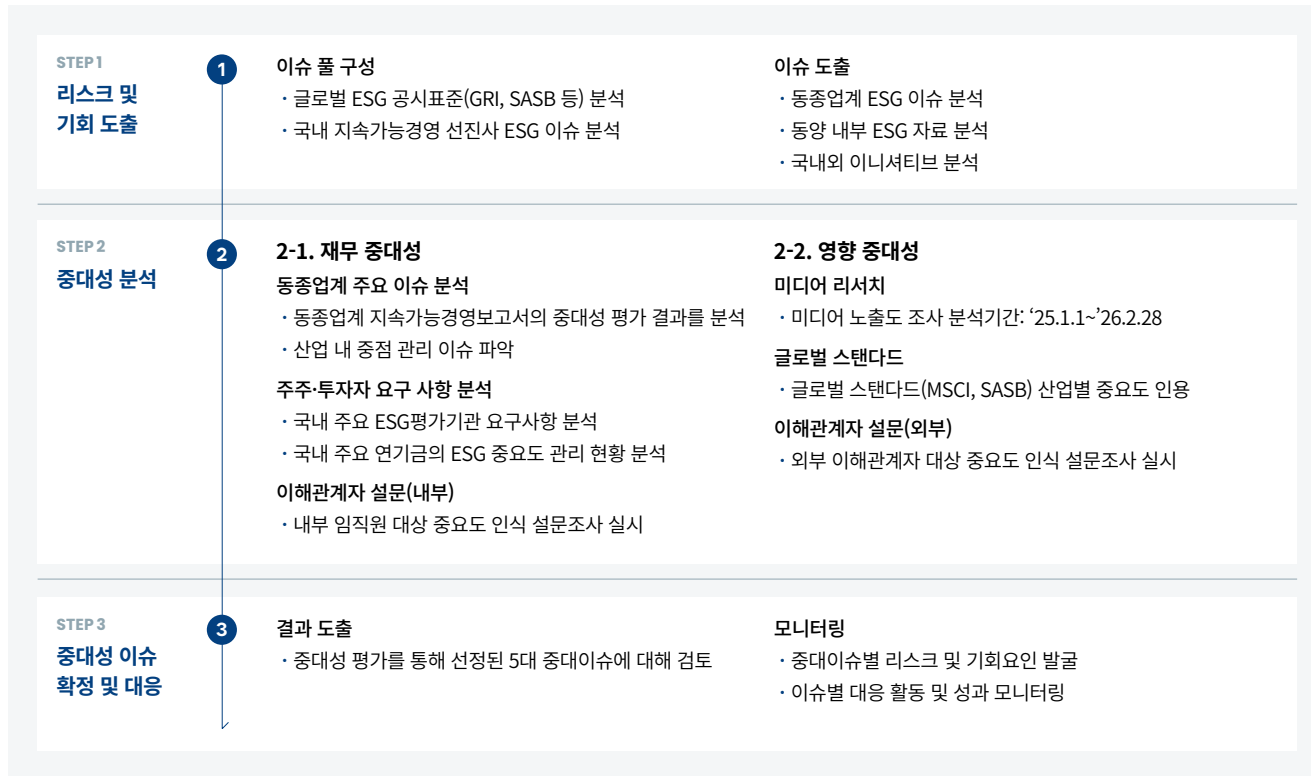 STEP 1
리스크 및
기회 도출
1
이슈 풀 구성
· 글로벌 ESG 공시표준(GRI, SASB 등) 분석
· 국내 지속가능경영 선진사 ESG 이슈 분석
이슈 도출
· 동종업계 ESG 이슈 분석
· 동양 내부 ESG 자료 분석
· 국내외 이니셔티브 분석
STEP 2
중대성 분석
2
2-1. 재무 중대성
동종업계 주요 이슈 분석
· 동종업계 지속가능경영보고서의 중대성 평가 결과를 분석
· 산업 내 중점 관리 이슈 파악
주주·투자자 요구 사항 분석
· 국내 주요 ESG평가기관 요구사항 분석
· 국내 주요 연기금의 ESG 중요도 관리 현황 분석
이해관계자 설문(내부)
· 내부 임직원 대상 중요도 인식 설문조사 실시
2-2. 영향 중대성
미디어 리서치
· 미디어 노출도 조사 분석기간: ‘25.1.1~’26.2.28
글로벌 스탠다드
· 글로벌 스탠다드(MSCI, SASB) 산업별 중요도 인용
이해관계자 설문(외부)
· 외부 이해관계자 대상 중요도 인식 설문조사 실시
STEP 3
중대성 이슈
확정 및 대응
3
결과 도출
· 중대성 평가를 통해 선정된 5대 중대이슈에 대해 검토
모니터링
· 중대이슈별 리스크 및 기회요인 발굴
· 이슈별 대응 활동 및 성과 모니터링